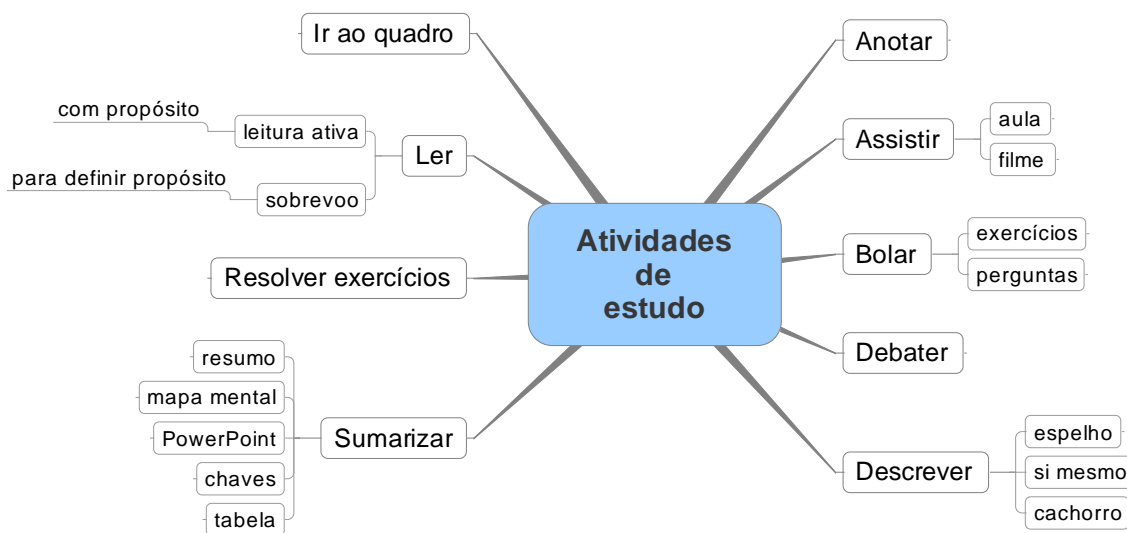 Atividades
de
estudo
Anotar
Assistir
aula
filme
Bolar
exercícios
perguntas
Debater
Descrever
espelho
si mesmo
cachorro
Ir ao quadro
Ler
leitura ativa
com propósito
sobrevoo
para definir propósito
Resolver exercícios
Sumarizar
resumo
mapa mental
PowerPoint
chaves
tabela